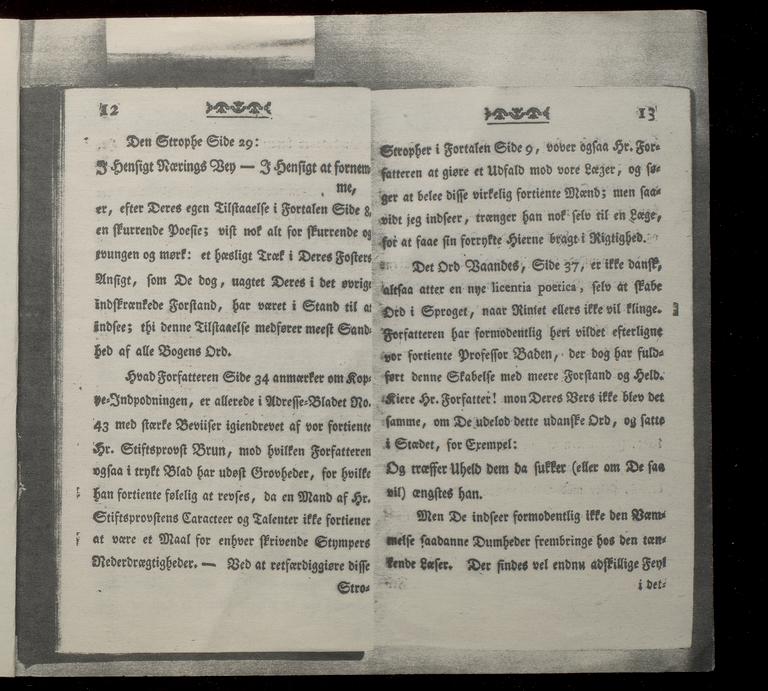 12
Den Strophe Side 29:
I Hensigt Nærings Vey — I Hensigt at fornem-
me,
er, efter Deres egen Tilstaaelse i Fortalen Side 8,
en skurrende Poesie; vist nok alt for skurrende og
tvungen og mørk: et hæsligt Træk i Deres Fosters
Ansigt, som De dog, uagtet Deres i det øvrige
indskrænkede Forstand, har været i Stand til at
indsee; thi denne Tilstaaelse medfører meest Sand-
hed af alle Bogens Ord.
Hvad Forfatteren Side 34 anmærker om Kop-
pe-Indpodningen, er allerede i Adresse-Bladet No.
43 med stærke Beviiser igiendrevet af vor fortiente
Hr. Stiftsprovst Brun, mod hvilken Forfatteren
ogsaa i trykt Blad har udøst Grovheder, for hvilke
han fortiente følelig at revses, da en Mand af Hr.
Stiftsprovstens Caracteer og Talenter ikke fortiener
at være et Maal for enhver skrivende Stympers
Nederdrægtigheder. — Ved at retfærdiggiøre disse
Stro-
13
Stropher i Fortalen Side 9, vover ogsaa Hr. For-
fatteren at giøre et Udfald mod vore Læger, og sø-
ger at belee disse virkelig fortiente Mænd; men saa-
vidt jeg indseer, trænger han nok selv til en Læge,
for at faae sin forrykte Hierne bragt i Rigtighed.
Det Ord Vaandes, Side 37, er ikke dansk,
altsaa atter en nye licentia poetica, selv at skabe
Ord i Sproget, naar Rimet ellers ikke vil klinge.
Forfatteren har formodentlig heri vildet efterligne
vor fortiente Professor Baden, der dog har fuld-
ført denne Skabelse med meere Forstand og Held.
Kiere Hr. Forfatter! mon Deres Vers ikke blev det
samme, om De udelod dette udanske Ord, og satte
i Stædet, for Exempel:
Og træffer Uheld dem da sukker (eller om De saa
vil) ængstes han.
Men De indseer formodentlig ikke den Væm-
melse saadanne Dumheder frembringe hos den tæn-
kende Læser. Der findes vel endnu adskillige Feyl
i det-